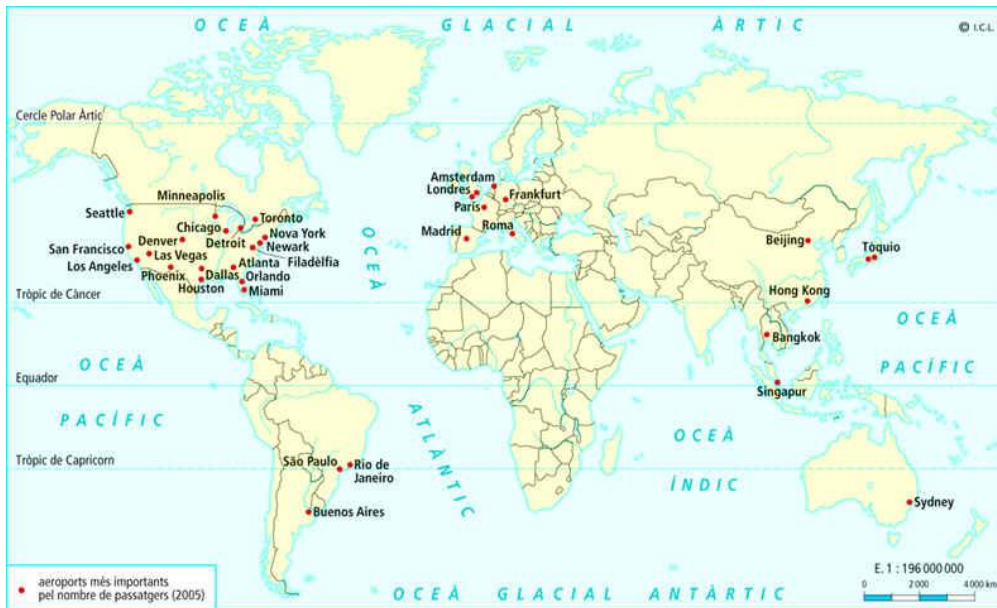 OCEÀ GLACIAL ÀRTIC
© I.C.L.
Cercle Polar Àrtic
Minneapolis
Seattle
Toronto
Chicago
Nova York
Detroit
Newark
San Francisco
Denver
Las Vegas
Filadèlfia
Los Angeles
Atlanta
Phoenix
Dallas
Orlando
Houston
Miami
Amsterdam
Londres
Frankfurt
París
Roma
Madrid
Beijing
Tòquio
OCEÀ
Tròpic de Càncer
Hong Kong
OCEÀ
Bangkok
OCEÀ
PACÍFIC
Equador
Singapur
PACÍFIC
ATLÀNTIC
OCEÀ
Tròpic de Capricorn
São Paulo
Rio de
Janeiro
ÍNDIC
Buenos Aires
Sydney
E. 1 : 196 000 000
0 2 000 4 000 km
aeroports més importants
pel nombre de passatgers (2005)
OCEÀ GLACIAL ANTÀRTIC